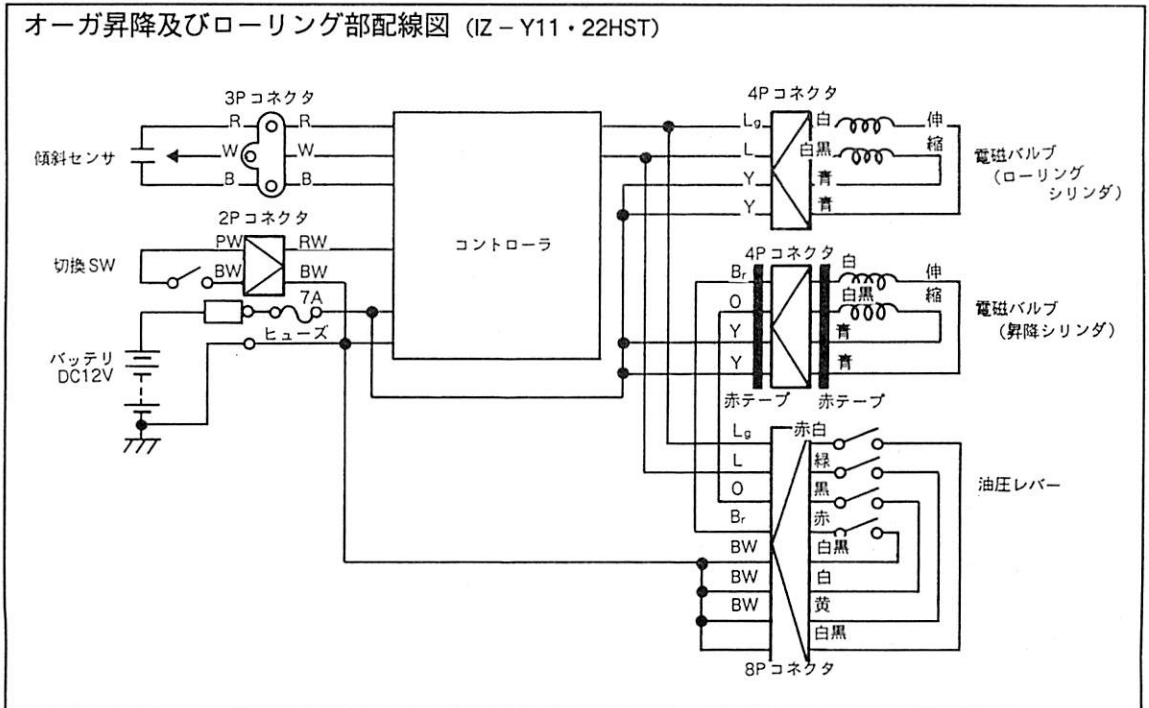 オーガ昇降及びローリング部配線図（IZ − Y11・22HST）
3Pコネクタ
R R
傾斜センサ W W
B B
2Pコネクタ
PW RW
切換SW BW BW
7A
ヒューズ
バッテリ
DC12V
コントローラ
4Pコネクタ
Lg 白 伸
L 白黒 縮
Y 青
Y 青
電磁バルブ
（ローリング
シリンダ）
4Pコネクタ
Br 白 伸
O 白黒 縮
Y 青
Y 青
電磁バルブ
（昇降シリンダ）
赤テープ 赤テープ
Lg 赤白
L 緑
O 黒
Br 赤
BW 白黒
BW 白
BW 黄
白黒
油圧レバー
8Pコネクタ